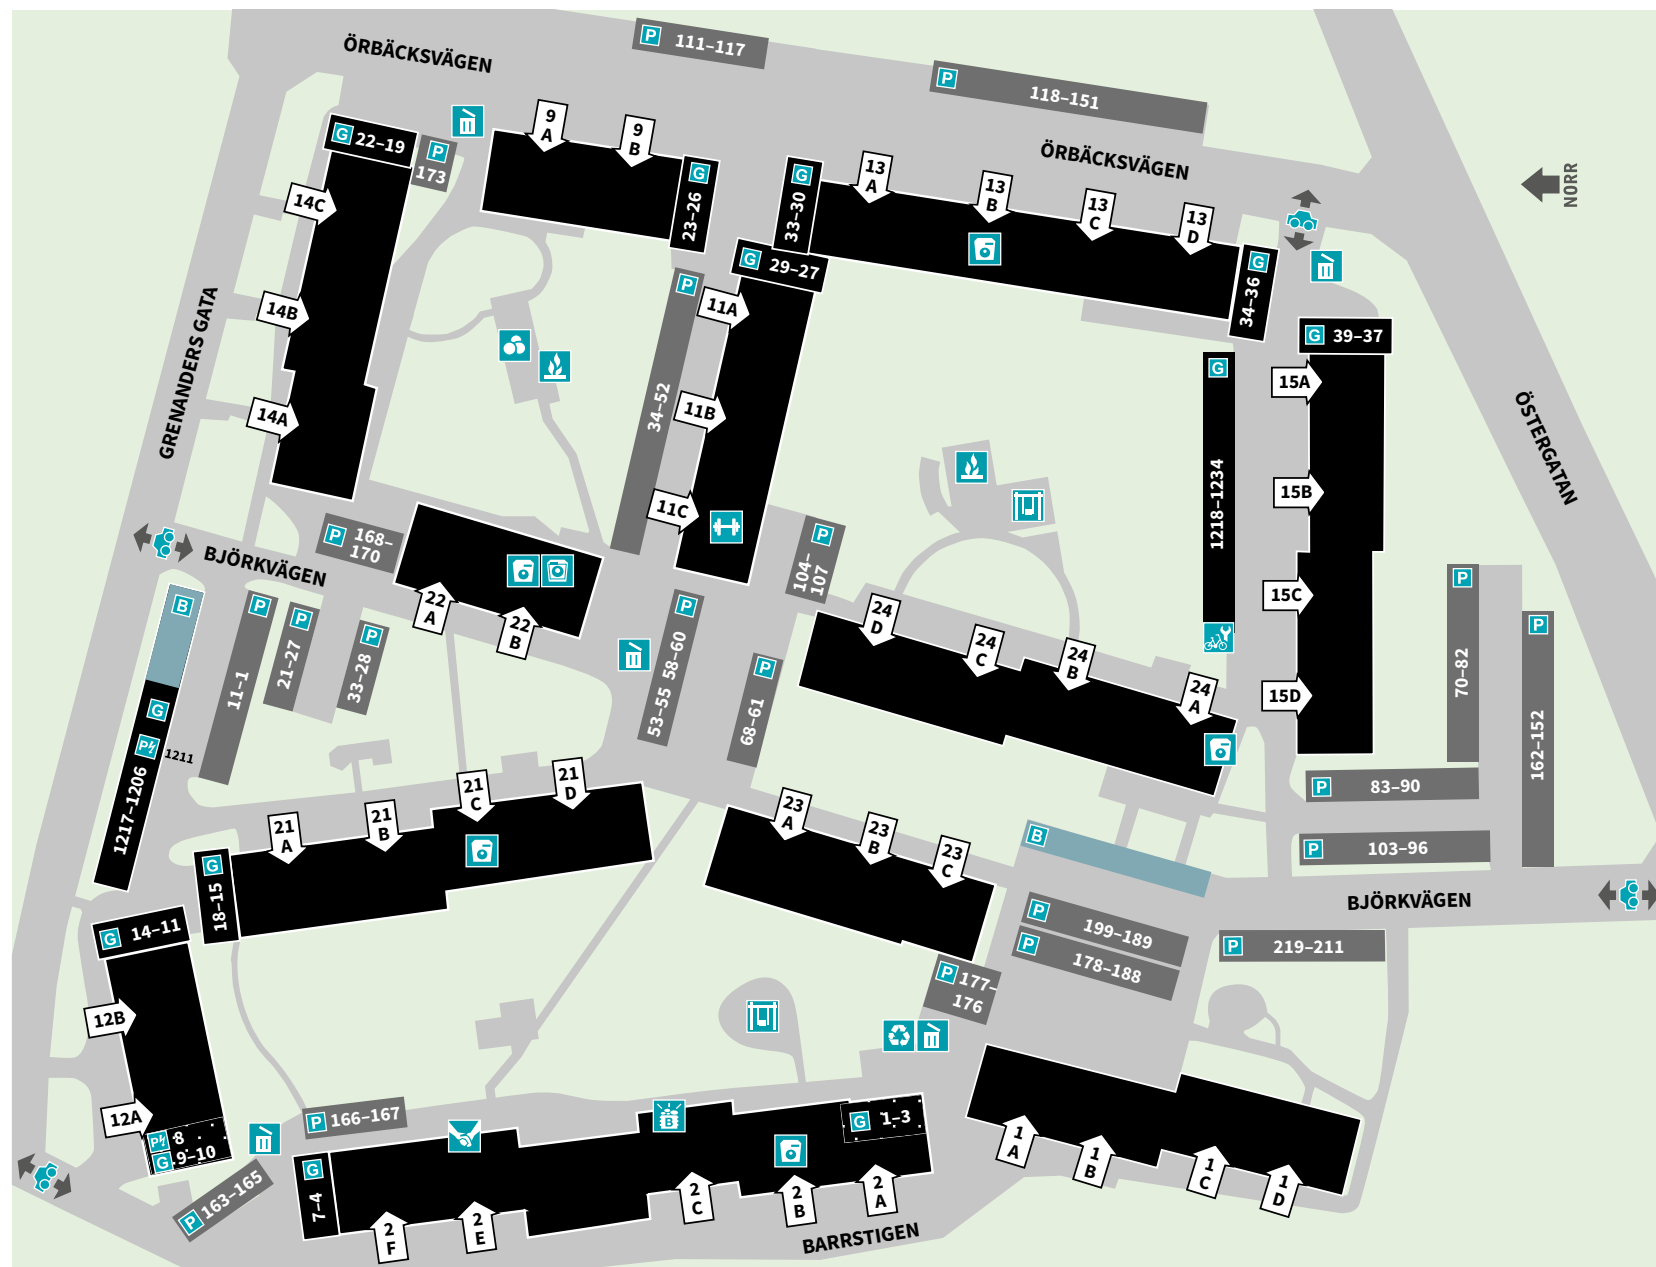 ÖRBÄCKSVÄGEN
P 111–117
P 118–151
ÖRBÄCKSVÄGEN
NORR
G 22–19
P
173
9
A
9
B
G 23–26
G 33–30
13
A
13
B
13
C
13
D
G 34–36
G 29–27
14C
14B
14A
GRENANDERS GATA
P 34–52
11A
11B
11C
G 39–37
G 1218–1234
15A
15B
15C
15D
ÖSTERGATAN
BJÖRKVÄGEN
P 168–
170
22
A
22
B
P 104–
107
24
D
24
C
24
B
24
A
B
G
P 1211
1217–1206
P 11–1
P 21–27
P 33–28
P 53–55 58–60
P 68–61
P 70–82
P 162–152
P 83–90
P 103–96
BJÖRKVÄGEN
21
A
21
B
21
C
21
D
G 18–15
23
A
23
B
23
C
B
P 199–189
P 178–188
P 219–211
P 177–
176
G 14–11
12B
12A
P 8
G 9–10
P 163–165
P 166–167
G 7–4
B
G 1–3
2
F
2
E
2
C
2
B
2
A
1
A
1
B
1
C
1
D
BARRSTIGEN